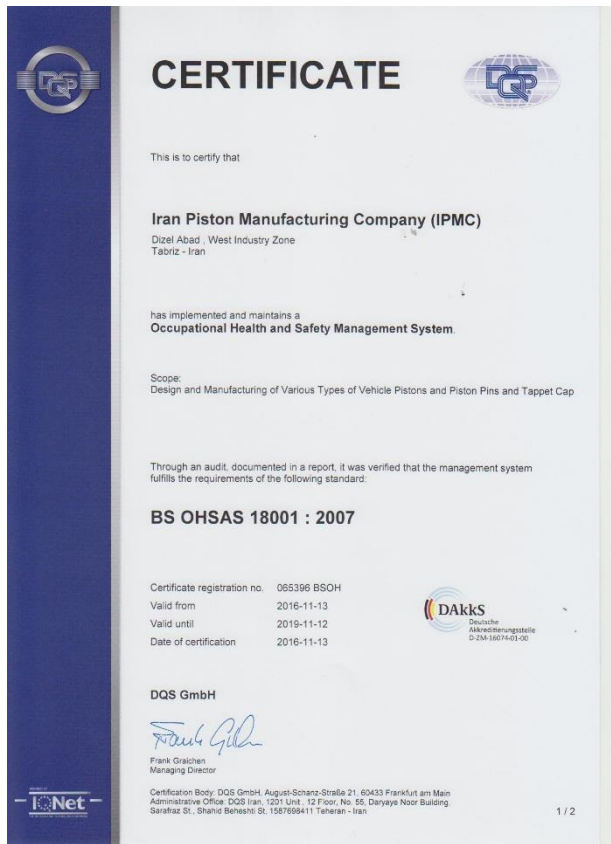 DQS
CERTIFICATE
DQS
This is to certify that
Iran Piston Manufacturing Company (IPMC)
Dizel Abad , West Industry Zone
Tabriz - Iran
has implemented and maintains a
Occupational Health and Safety Management System.
Scope:
Design and Manufacturing of Various Types of Vehicle Pistons and Piston Pins and Tappet Cap
Through an audit, documented in a report, it was verified that the management system
fulfills the requirements of the following standard:
BS OHSAS 18001 : 2007
Certificate registration no. 065396 BSOH
Valid from 2016-11-13
Valid until 2019-11-12
Date of certification 2016-11-13
DAkkS
Deutsche
Akkreditierungsstelle
D-ZM-16074-01-00
DQS GmbH
Frank Graichen
Managing Director
Certification Body: DQS GmbH, August-Schanz-Straße 21, 60433 Frankfurt am Main
Administrative Office: DQS Iran, 1201 Unit , 12 Floor, No. 55, Daryaye Noor Building.
Sarafraz St., Shahid Beheshti St, 1587698411 Teheran - Iran
1 / 2
IQNet